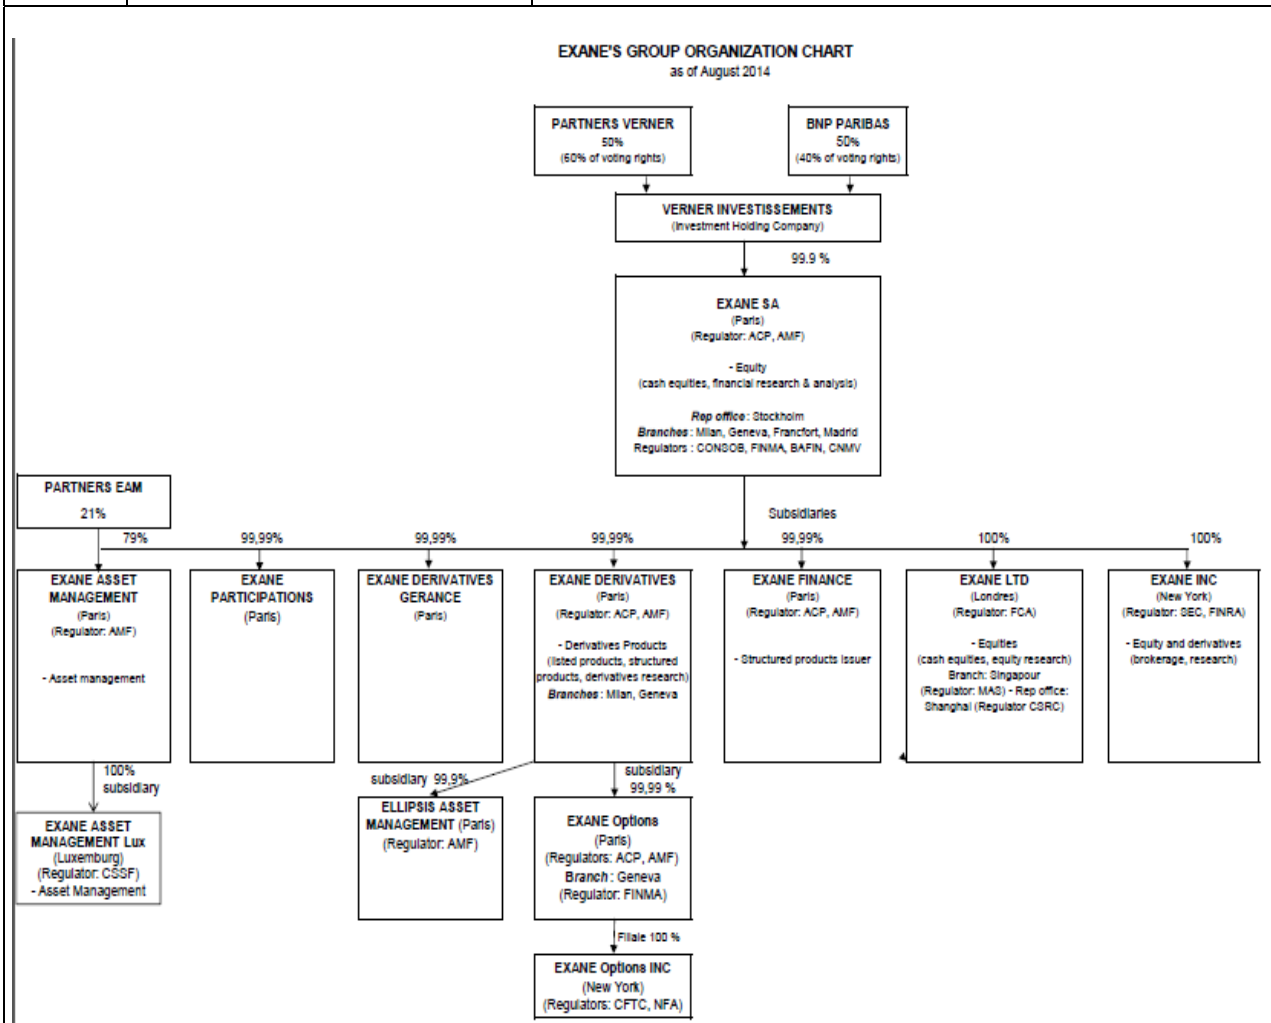 EXANE'S GROUP ORGANIZATION CHART
as of August 2014
PARTNERS VERNER
50%
(60% of voting rights)
BNP PARIBAS
50%
(40% of voting rights)
VERNER INVESTISSEMENTS
(Investment Holding Company)
99.9 %
EXANE SA
(Paris)
(Regulator: ACP, AMF)
- Equity
(cash equities, financial research & analysis)
Rep office : Stockholm
Branches : Milan, Geneva, Francfort, Madrid
Regulators : CONSOB, FINMA, BAFIN, CNMV
PARTNERS EAM
21%
Subsidiaries
79%
99,99%
99,99%
99,99%
99,99%
100%
100%
EXANE ASSET
MANAGEMENT
(Paris)
(Regulator: AMF)
- Asset management
EXANE
PARTICIPATIONS
(Paris)
EXANE DERIVATIVES
GERANCE
(Paris)
EXANE DERIVATIVES
(Paris)
(Regulator: ACP, AMF)
- Derivatives Products
(listed products, structured
products, derivatives research)
Branches : Milan, Geneva
EXANE FINANCE
(Paris)
(Regulator: ACP, AMF)
- Structured products issuer
EXANE LTD
(Londres)
(Regulator: FCA)
- Equities
(cash equities, equity research)
Branch: Singapour
(Regulator: MAS) - Rep office:
Shanghai (Regulator CSRC)
EXANE INC
(New York)
(Regulator: SEC, FINRA)
- Equity and derivatives
(brokerage, research)
100%
subsidiary
subsidiary 99.9%
subsidiary
99,99 %
EXANE ASSET
MANAGEMENT Lux
(Luxemburg)
(Regulator: CSSF)
- Asset Management
ELLIPSIS ASSET
MANAGEMENT (Paris)
(Regulator: AMF)
EXANE Options
(Paris)
(Regulators: ACP, AMF)
Branch : Geneva
(Regulator: FINMA)
Filiale 100 %
EXANE Options INC
(New York)
(Regulators: CFTC, NFA)